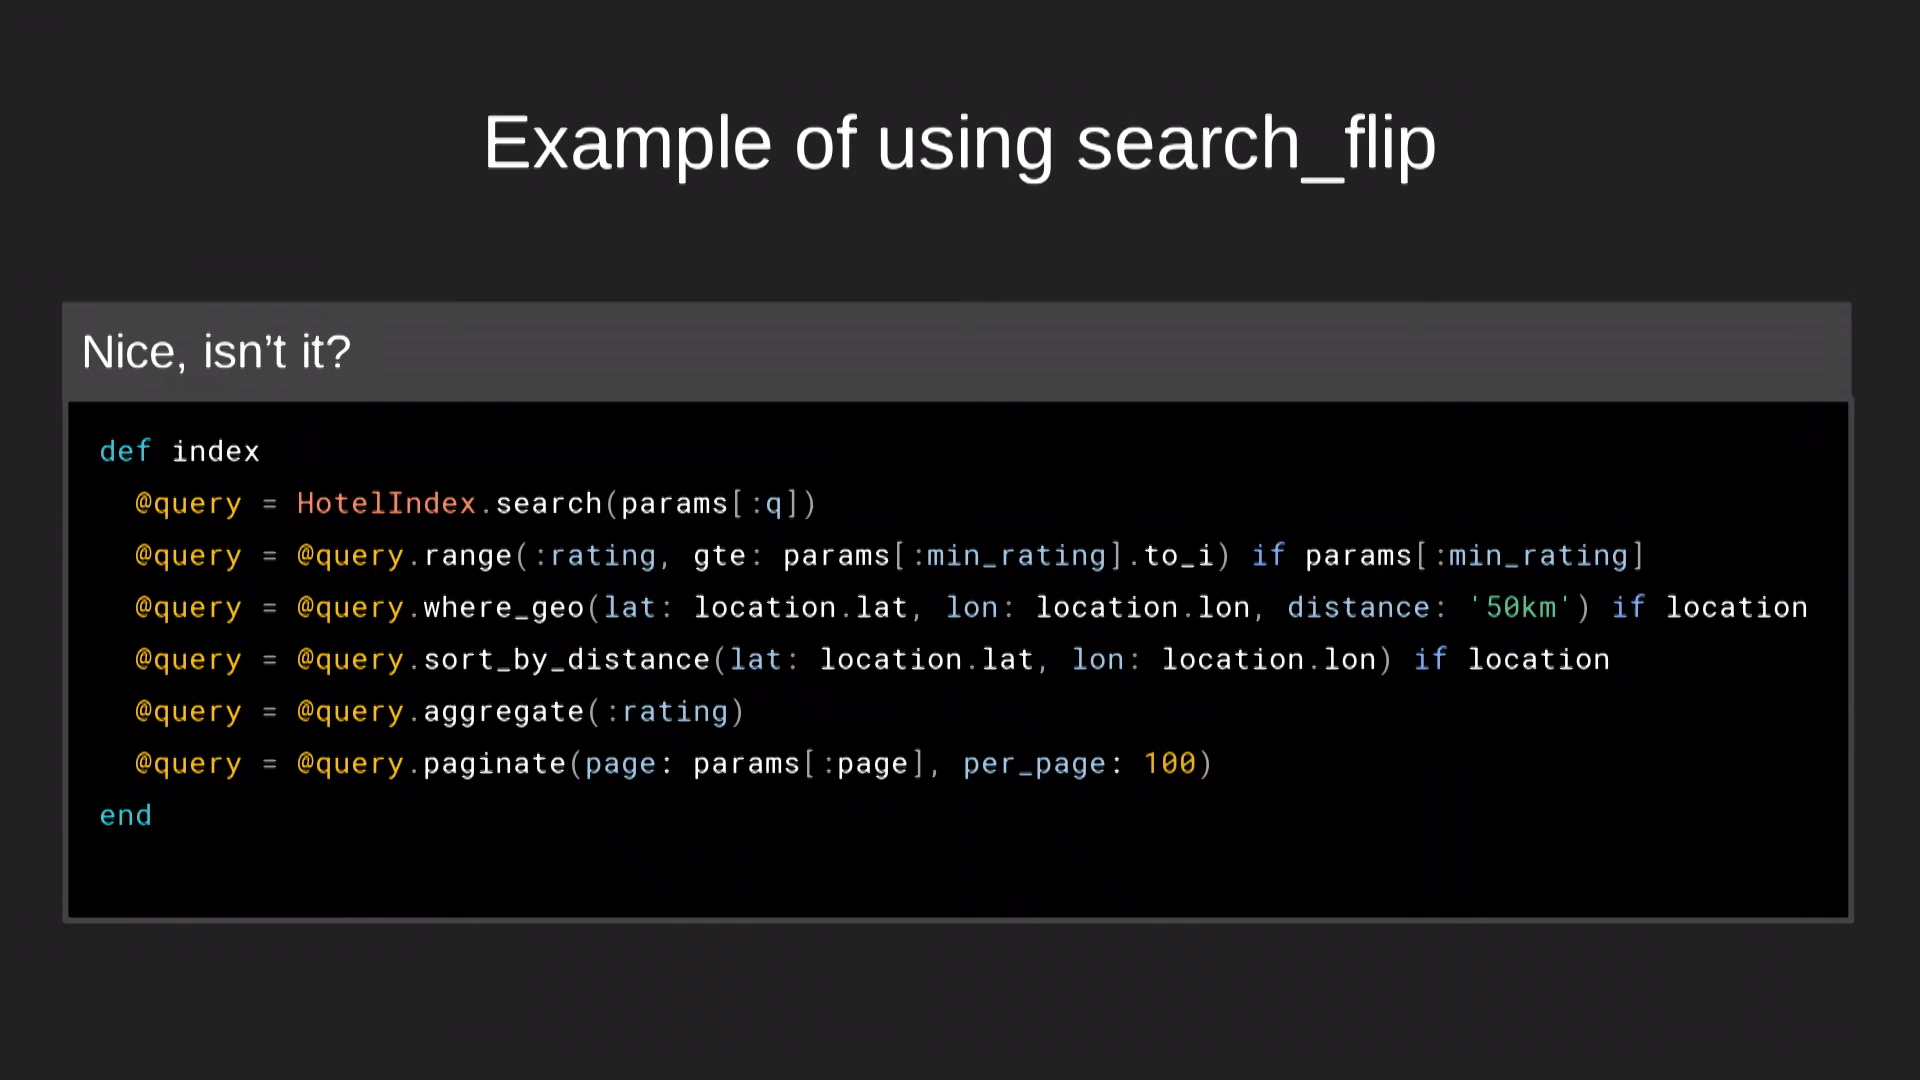 Example of using search_flip
Nice, isn’t it?
def index
  @query = HotelIndex.search(params[:q])
  @query = @query.range(:rating, gte: params[:min_rating].to_i) if params[:min_rating]
  @query = @query.where_geo(lat: location.lat, lon: location.lon, distance: '50km') if location
  @query = @query.sort_by_distance(lat: location.lat, lon: location.lon) if location
  @query = @query.aggregate(:rating)
  @query = @query.paginate(page: params[:page], per_page: 100)
end